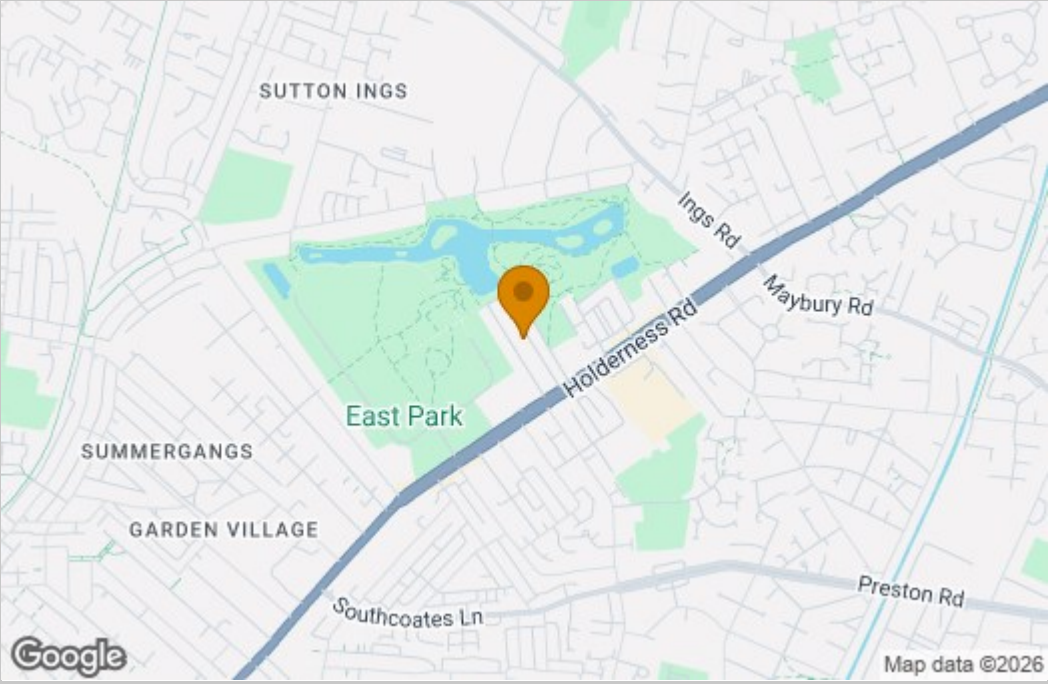 SUTTON INGS
Ings Rd
Maybury Rd
Holderness Rd
East Park
SUMMERGANGS
GARDEN VILLAGE
Preston Rd
Southcoates Ln
Google
Map data ©2026